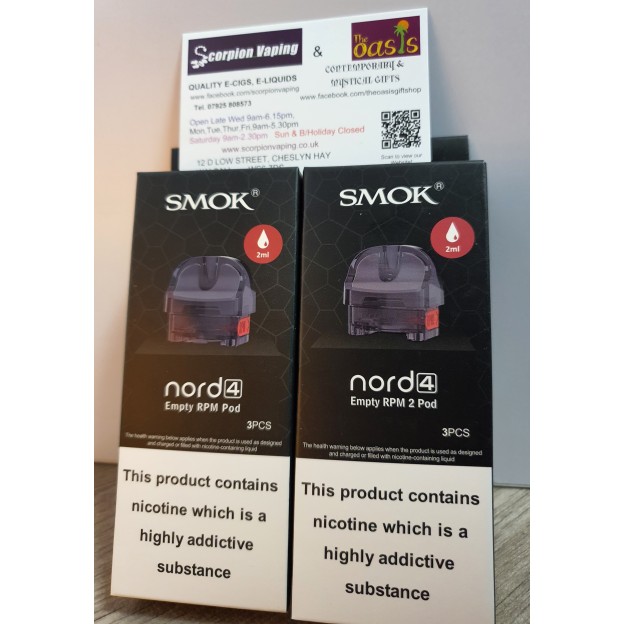 Scorpion Vaping
&
The oasis
CONTEMPORARY &
MYSTICAL GIFTS
QUALITY E-CIGS, E-LIQUIDS
www.facebook.com/scorpionvaping
www.facebook.com/theoasisgiftshop
Tel. 07925 808573
Open Late Wed 9am-6.15pm,
Mon,Tue,Thur,Fri,9am-5.30pm
Saturday 9am-2.30pm Sun & B/Holiday Closed
www.scorpionvaping.co.uk
Scan to view our
12 D LOW STREET, CHESLYN HAY
SMOK®
2ml
nord4
Empty RPM Pod
3PCS
The health warning below applies when the product is used as designed
and charged or filled with nicotine-containing liquid
This product contains
nicotine which is a
highly addictive
substance
SMOK®
2ml
nord4
Empty RPM 2 Pod
3PCS
The health warning below applies when the product is used as designed
and charged or filled with nicotine-containing liquid
This product contains
nicotine which is a
highly addictive
substance